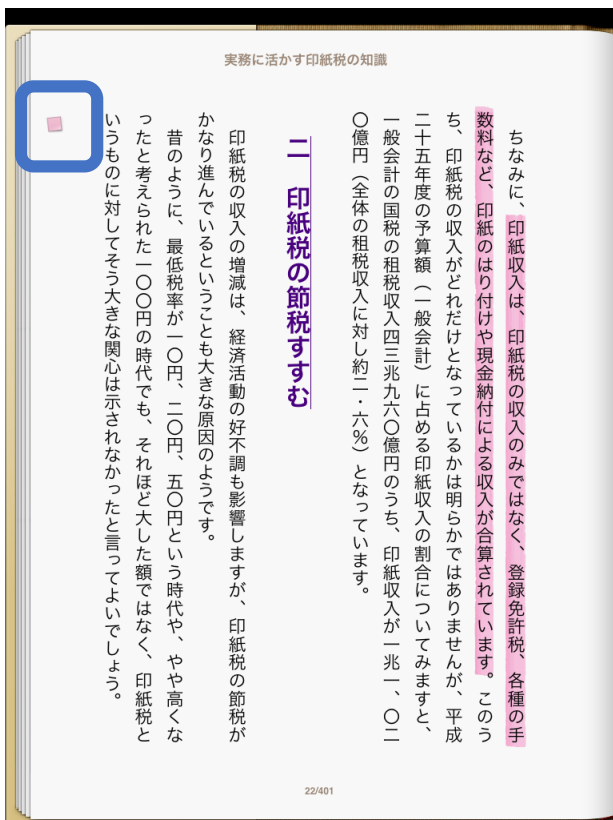 実務に活かす印紙税の知識
ちなみに、印紙収入は、印紙税の収入のみではなく、登録免許税、各種の手
数料など、印紙のはり付けや現金納付による収入が合算されています。このう
ち、印紙税の収入がどれだけとなっているかは明らかではありませんが、平成
二十五年度の予算額（一般会計）に占める印紙収入の割合についてみますと、
一般会計の国税の租税収入四三兆九六〇億円のうち、印紙収入が一兆一、〇二
〇億円（全体の租税収入に対し約二・六％）となっています。
二　印紙税の節税すすむ
印紙税の収入の増減は、経済活動の好不調も影響しますが、印紙税の節税が
かなり進んでいるということも大きな原因のようです。
昔のように、最低税率が一〇円、二〇円、五〇円という時代や、やや高くな
ったと考えられた一〇〇円の時代でも、それほど大した額ではなく、印紙税と
いうものに対してそう大きな関心は示されなかったと言ってよいでしょう。
22/401